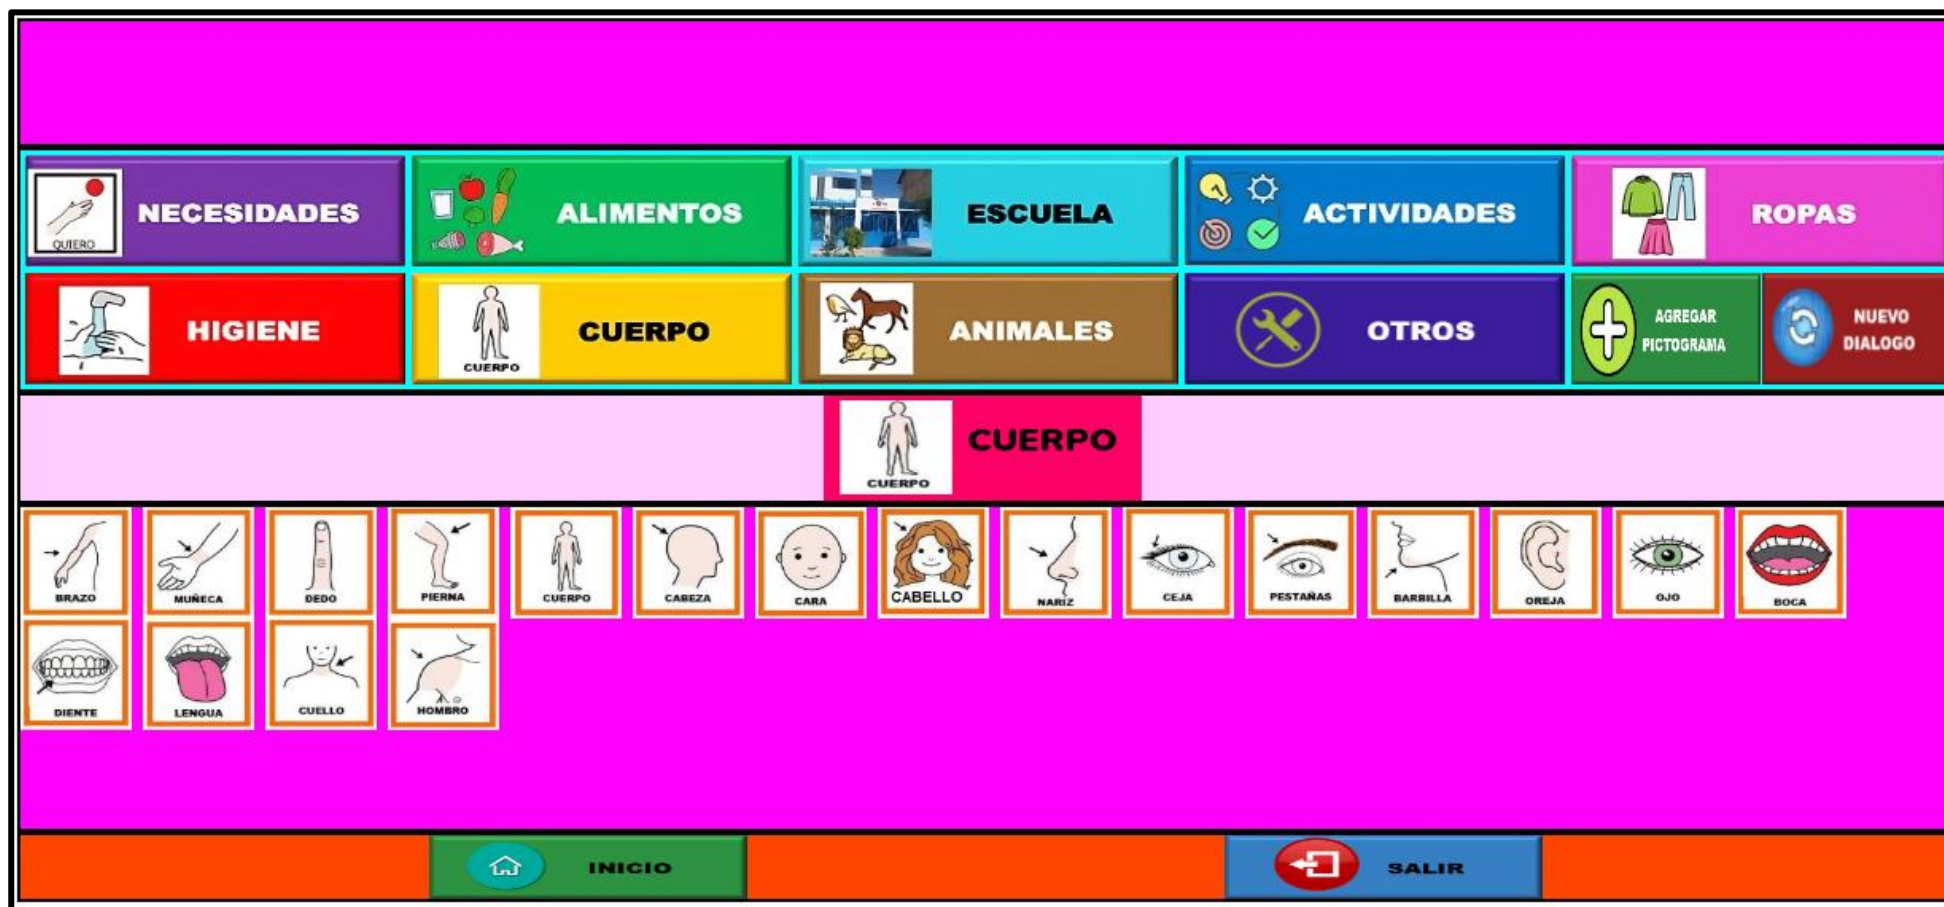 QUIERO
NECESIDADES
ALIMENTOS
ESCUELA
ACTIVIDADES
ROPAS
HIGIENE
CUERPO
CUERPO
ANIMALES
OTROS
AGREGAR
PICTOGRAMA
NUEVO
DIALOGO
CUERPO
CUERPO
BRAZO
MUÑECA
DEDO
PIERNA
CUERPO
CABEZA
CARA
CABELLO
NARIZ
CEJA
PESTAÑAS
BARBILLA
OREJA
OJO
BOCA
DIENTE
LENGUA
CUELLO
HOMBRO
INICIO
SALIR